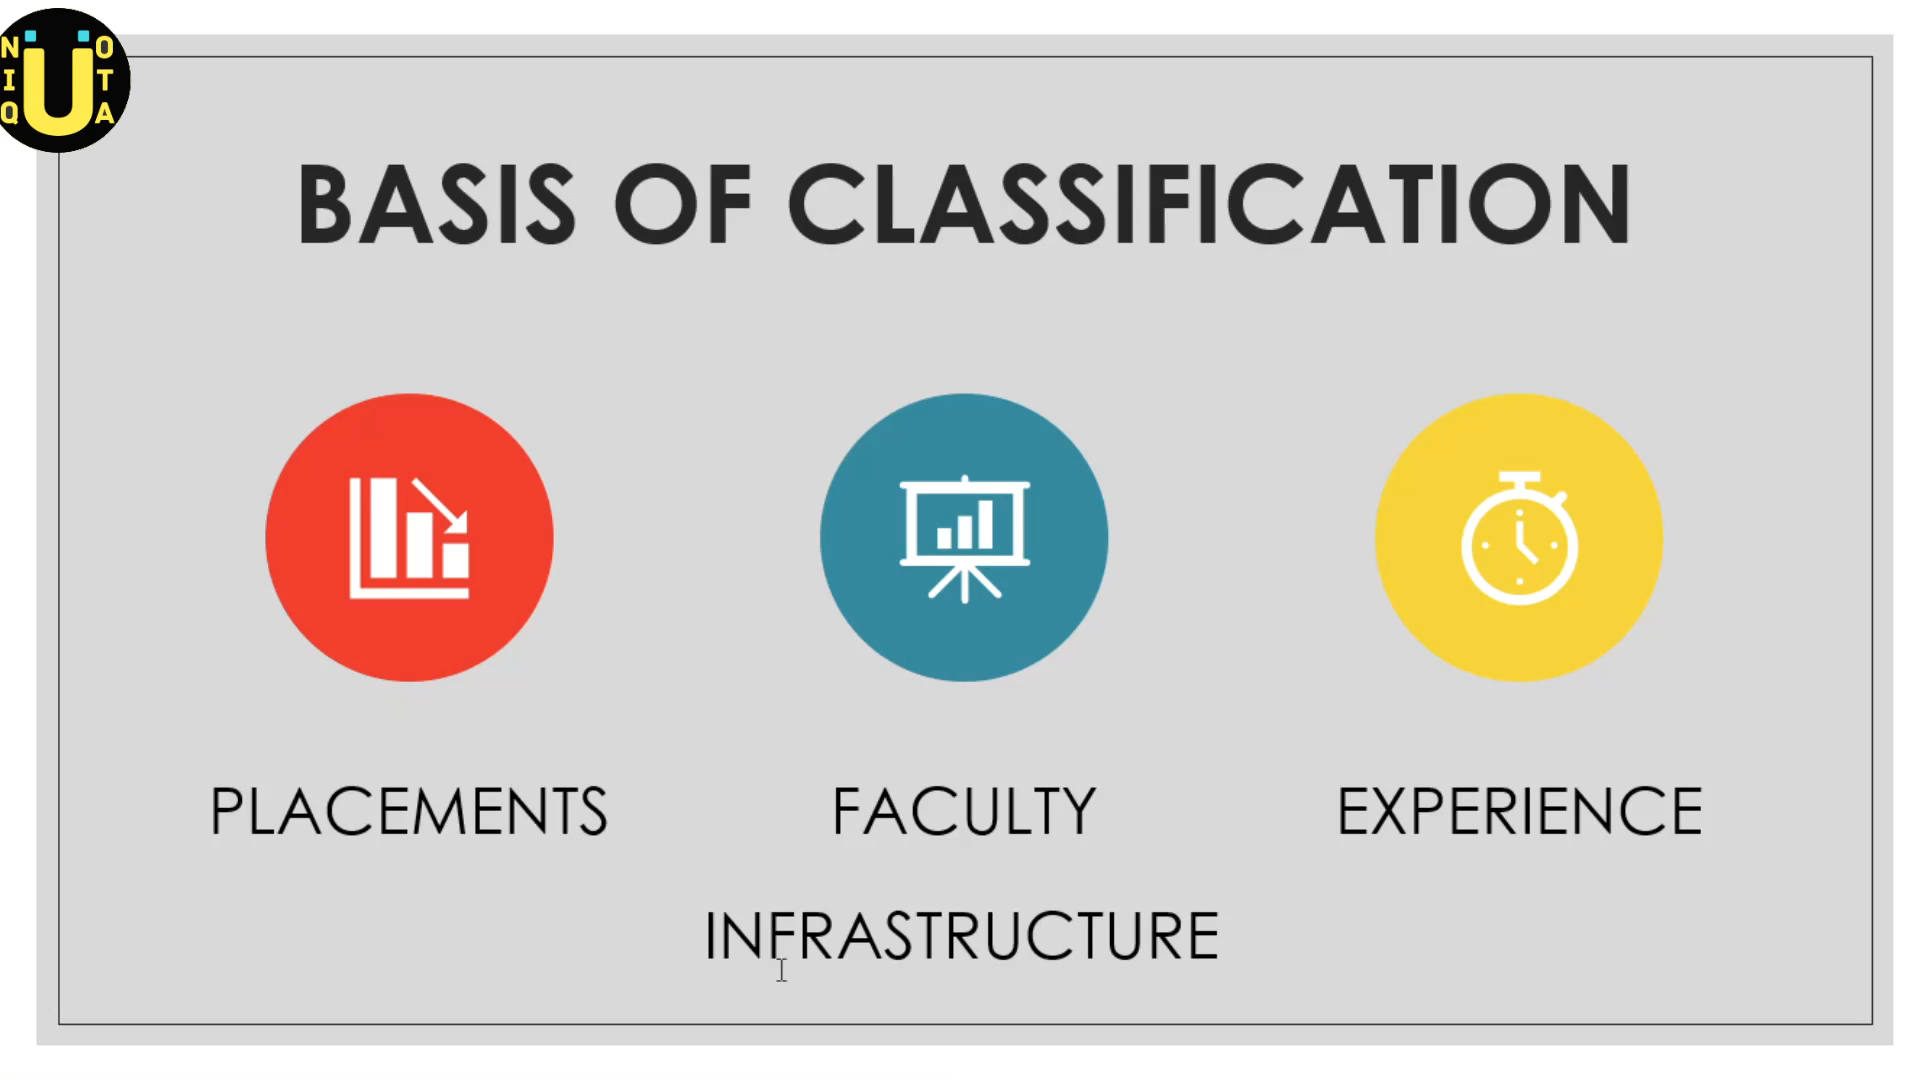 N
I
Q
U
O
T
A
BASIS OF CLASSIFICATION
PLACEMENTS
FACULTY
EXPERIENCE
INFRASTRUCTURE